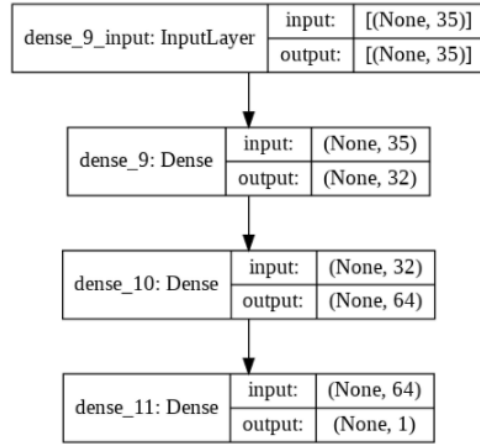 dense_9_input: InputLayer
input: [(None, 35)]
output: [(None, 35)]
dense_9: Dense
input: (None, 35)
output: (None, 32)
dense_10: Dense
input: (None, 32)
output: (None, 64)
dense_11: Dense
input: (None, 64)
output: (None, 1)